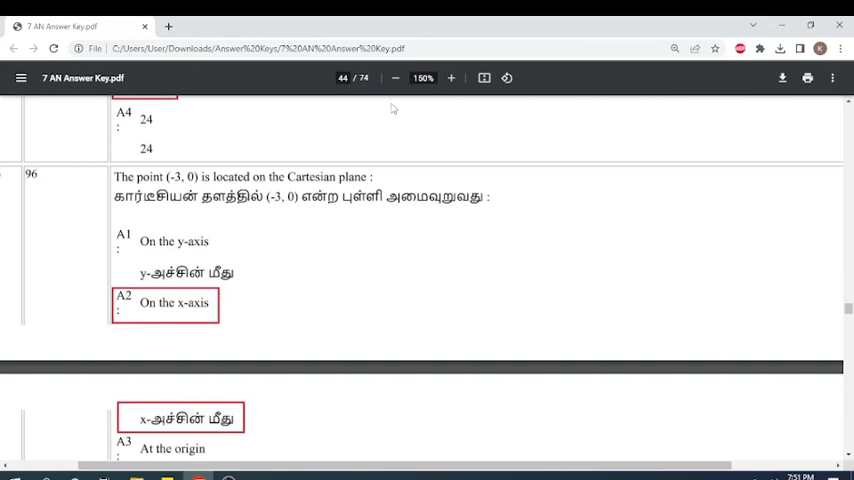 7 AN Answer Key.pdf
File
C:/Users/User/Downloads/Answer%20Keys/7%20AN%20Answer%20Key.pdf
ABP
K
7 AN Answer Key.pdf
44 / 74
150%
A4
:
24
24
96
The point (-3, 0) is located on the Cartesian plane :
கார்டீசியன் தளத்தில் (-3, 0) என்ற புள்ளி அமைவுறுவது :
A1
:
On the y-axis
y-அச்சின் மீது
A2
:
On the x-axis
x-அச்சின் மீது
A3
:
At the origin
7:51 PM